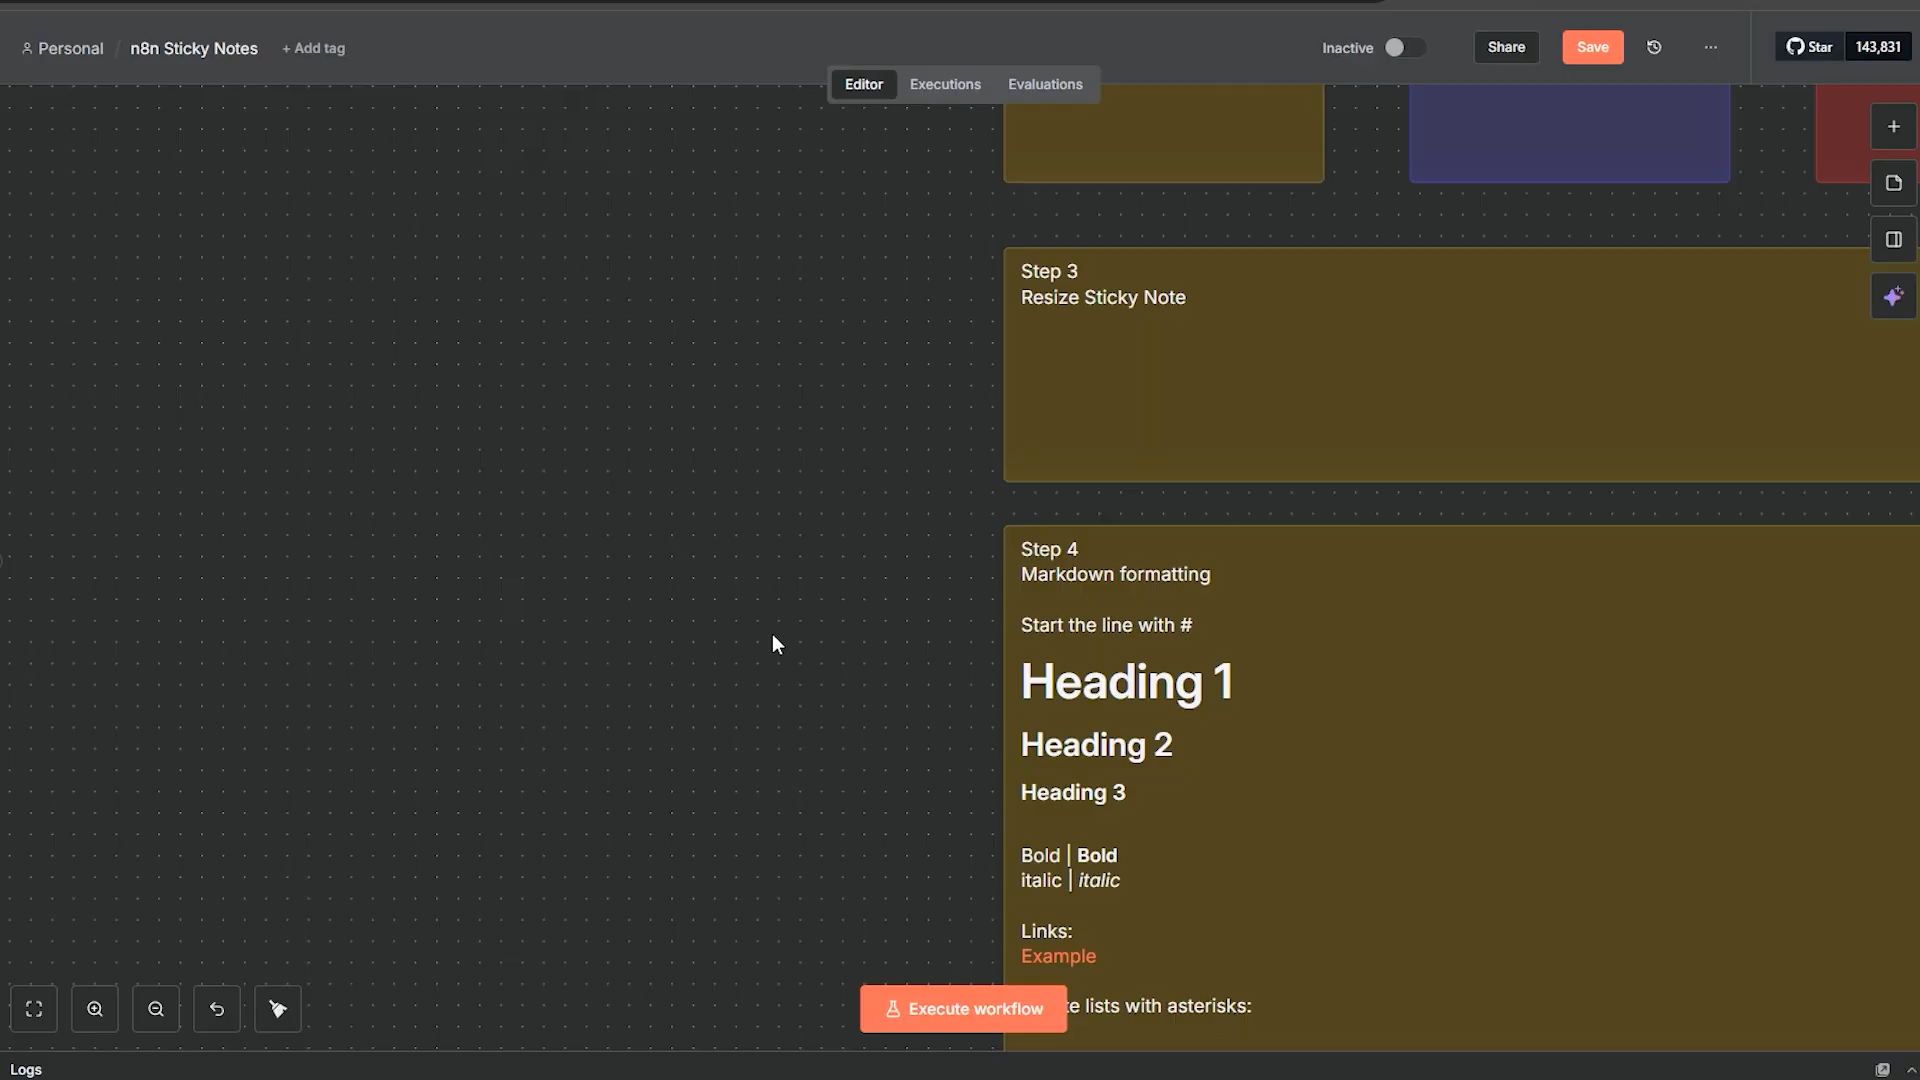 Personal / n8n Sticky Notes + Add tag
Inactive Share Save ... Star 143,831
Editor Executions Evaluations
Step 3
Resize Sticky Note
Step 4
Markdown formatting
Start the line with #
Heading 1
Heading 2
Heading 3
Bold | Bold
italic | italic
Links:
Example
Execute workflow
lists with asterisks:
Logs